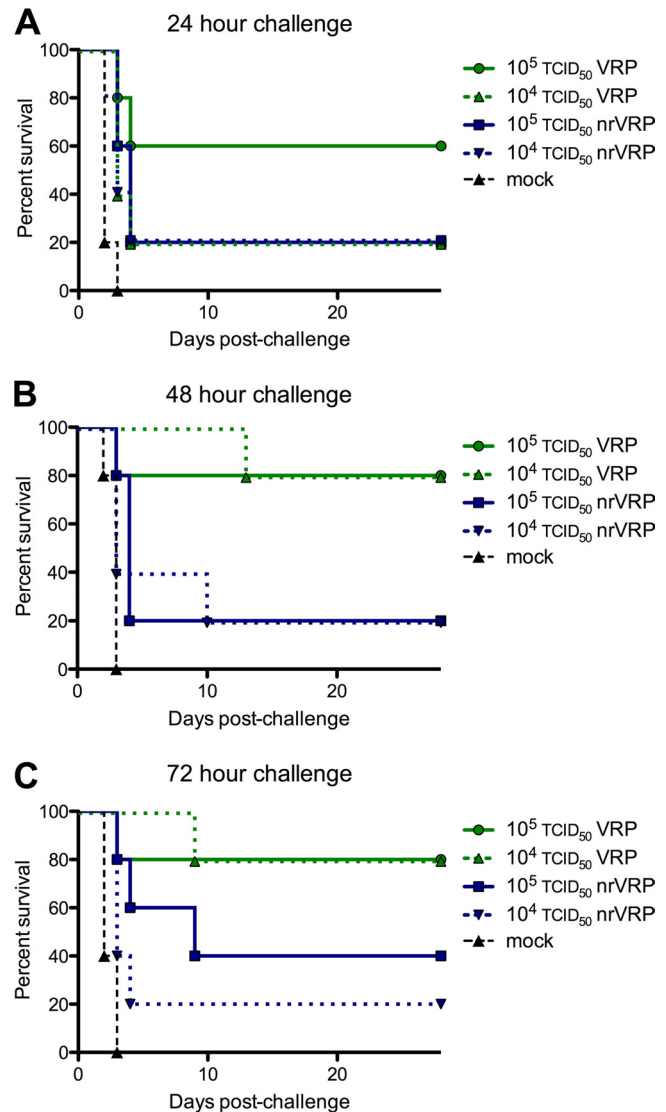 A
24 hour challenge
100
80
60
40
20
0
0 10 20
Percent survival
Days post-challenge
10⁵ TCID₅₀ VRP
10⁴ TCID₅₀ VRP
10⁵ TCID₅₀ nrVRP
10⁴ TCID₅₀ nrVRP
mock
B
48 hour challenge
100
80
60
40
20
0
0 10 20
Percent survival
Days post-challenge
10⁵ TCID₅₀ VRP
10⁴ TCID₅₀ VRP
10⁵ TCID₅₀ nrVRP
10⁴ TCID₅₀ nrVRP
mock
C
72 hour challenge
100
80
60
40
20
0
0 10 20
Percent survival
Days post-challenge
10⁵ TCID₅₀ VRP
10⁴ TCID₅₀ VRP
10⁵ TCID₅₀ nrVRP
10⁴ TCID₅₀ nrVRP
mock